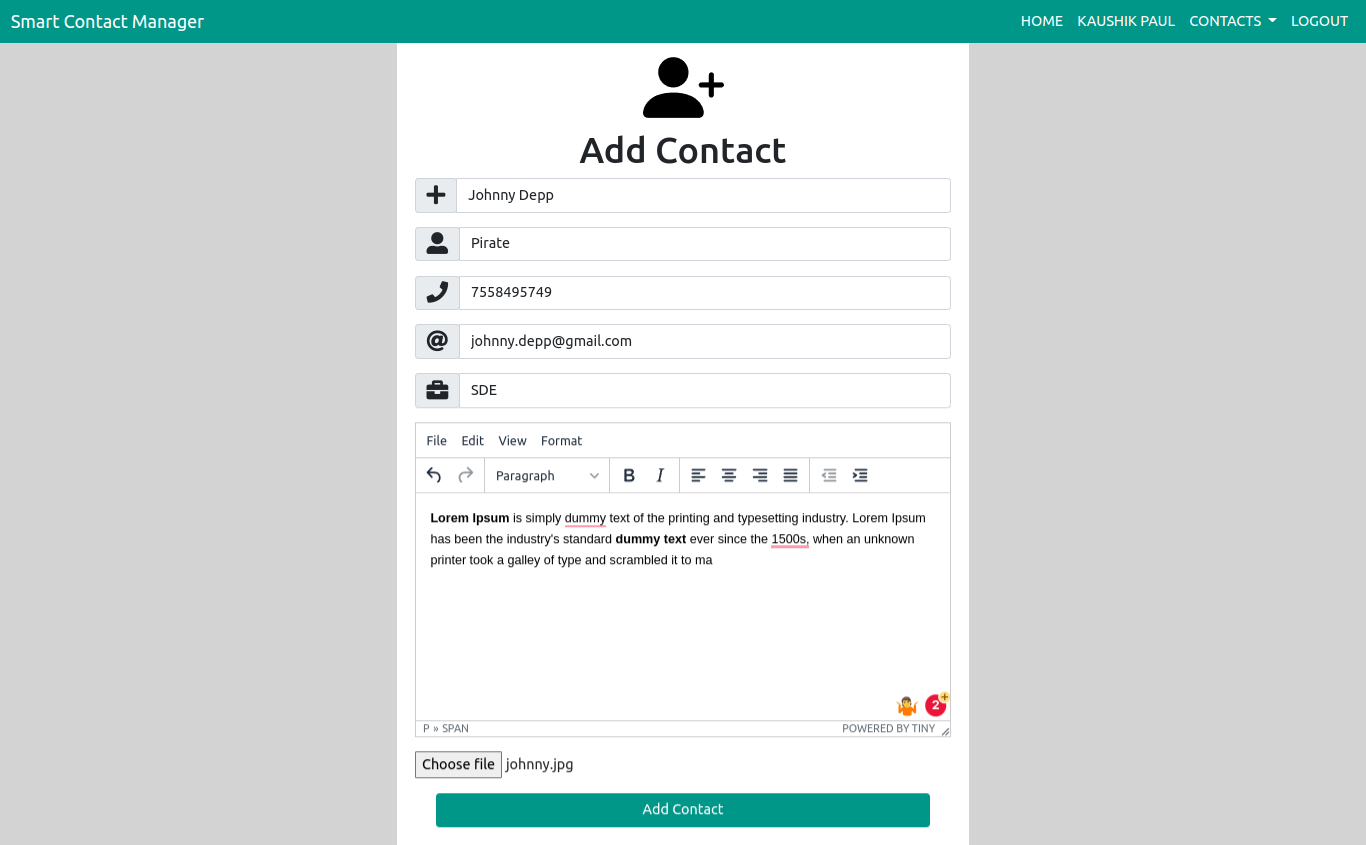 Smart Contact Manager HOME KAUSHIK PAUL CONTACTS LOGOUT
Add Contact
Johnny Depp
Pirate
7558495749
johnny.depp@gmail.com
SDE
File Edit View Format
Paragraph B I
Lorem Ipsum is simply dummy text of the printing and typesetting industry. Lorem Ipsum
has been the industry's standard dummy text ever since the 1500s, when an unknown
printer took a galley of type and scrambled it to ma
2
P » SPAN POWERED BY TINY
Choose file johnny.jpg
Add Contact